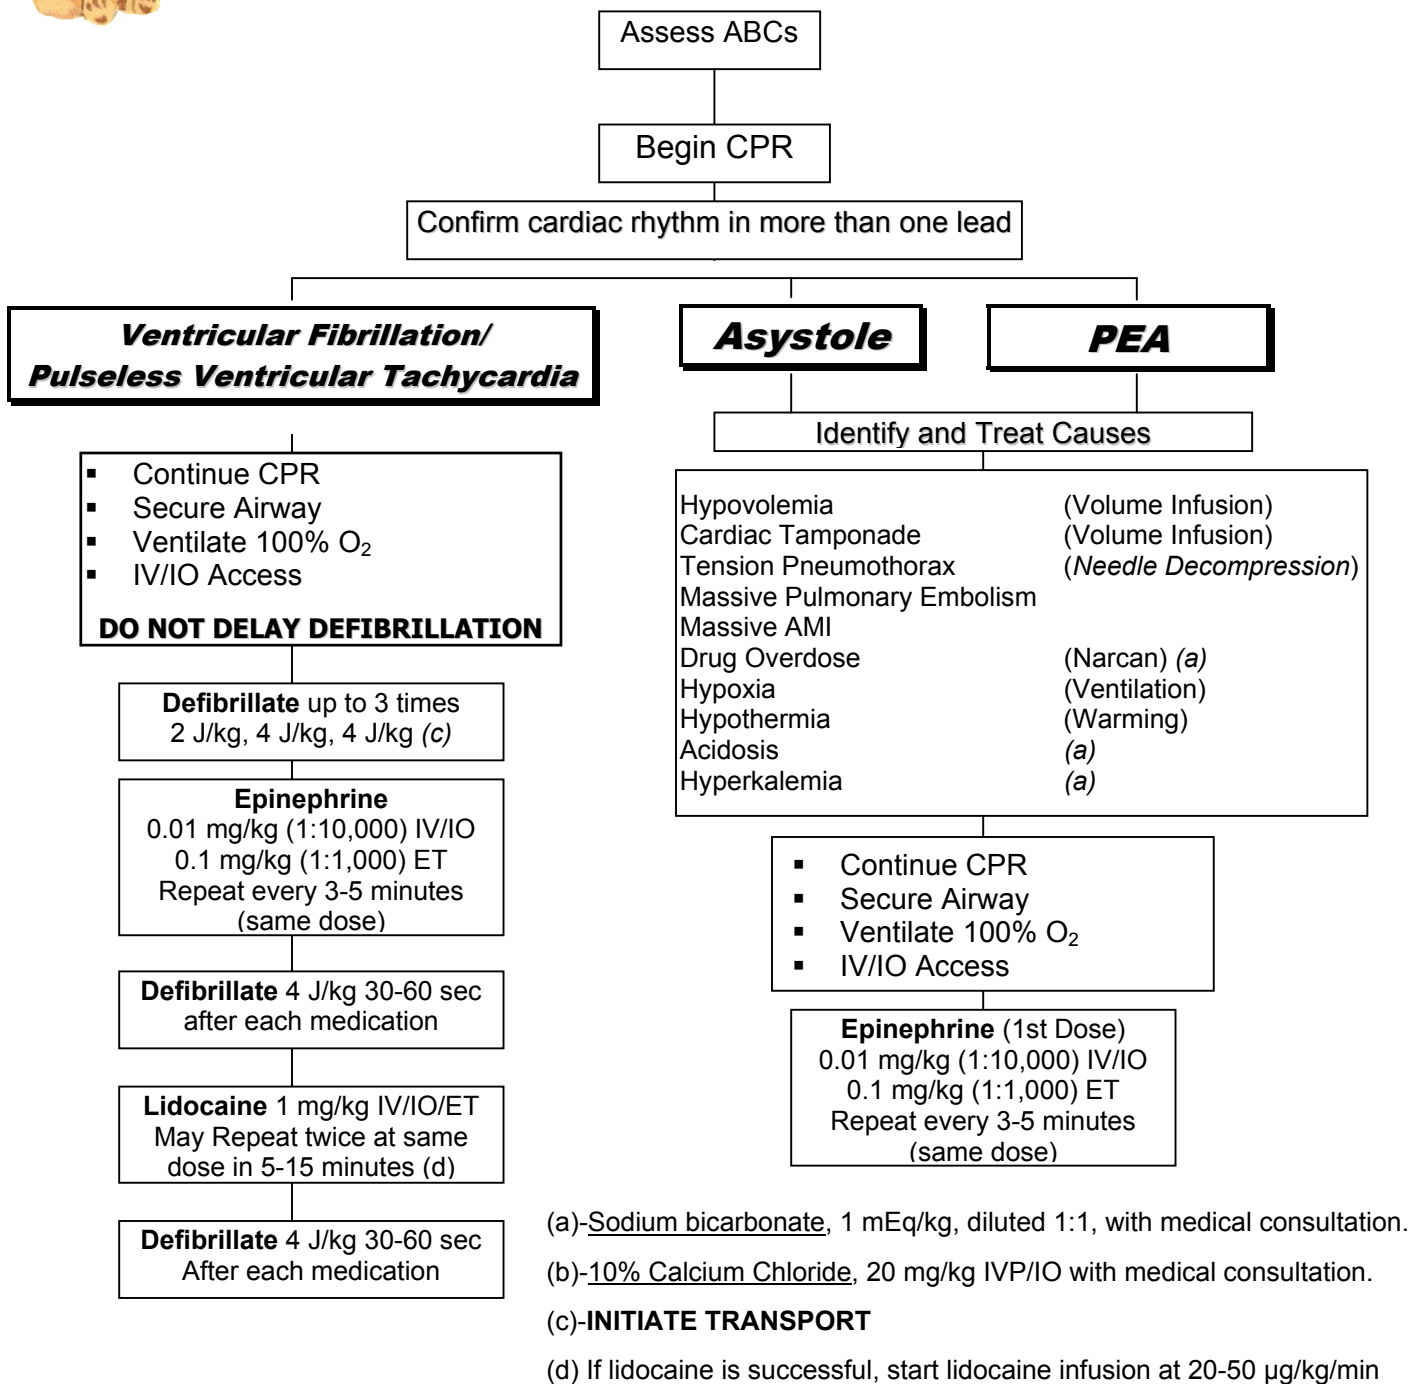 Assess ABCs
Begin CPR
Confirm cardiac rhythm in more than one lead
Ventricular Fibrillation/
Pulseless Ventricular Tachycardia
▪ Continue CPR
▪ Secure Airway
▪ Ventilate 100% O₂
▪ IV/IO Access
DO NOT DELAY DEFIBRILLATION
Defibrillate up to 3 times
2 J/kg, 4 J/kg, 4 J/kg (c)
Epinephrine
0.01 mg/kg (1:10,000) IV/IO
0.1 mg/kg (1:1,000) ET
Repeat every 3-5 minutes
(same dose)
Defibrillate 4 J/kg 30-60 sec
after each medication
Lidocaine 1 mg/kg IV/IO/ET
May Repeat twice at same
dose in 5-15 minutes (d)
Defibrillate 4 J/kg 30-60 sec
After each medication
Asystole
PEA
Identify and Treat Causes
Hypovolemia (Volume Infusion)
Cardiac Tamponade (Volume Infusion)
Tension Pneumothorax (Needle Decompression)
Massive Pulmonary Embolism
Massive AMI
Drug Overdose (Narcan) (a)
Hypoxia (Ventilation)
Hypothermia (Warming)
Acidosis (a)
Hyperkalemia (a)
▪ Continue CPR
▪ Secure Airway
▪ Ventilate 100% O₂
▪ IV/IO Access
Epinephrine (1st Dose)
0.01 mg/kg (1:10,000) IV/IO
0.1 mg/kg (1:1,000) ET
Repeat every 3-5 minutes
(same dose)
(a)-Sodium bicarbonate, 1 mEq/kg, diluted 1:1, with medical consultation.
(b)-10% Calcium Chloride, 20 mg/kg IVP/IO with medical consultation.
(c)-INITIATE TRANSPORT
(d) If lidocaine is successful, start lidocaine infusion at 20-50 µg/kg/min